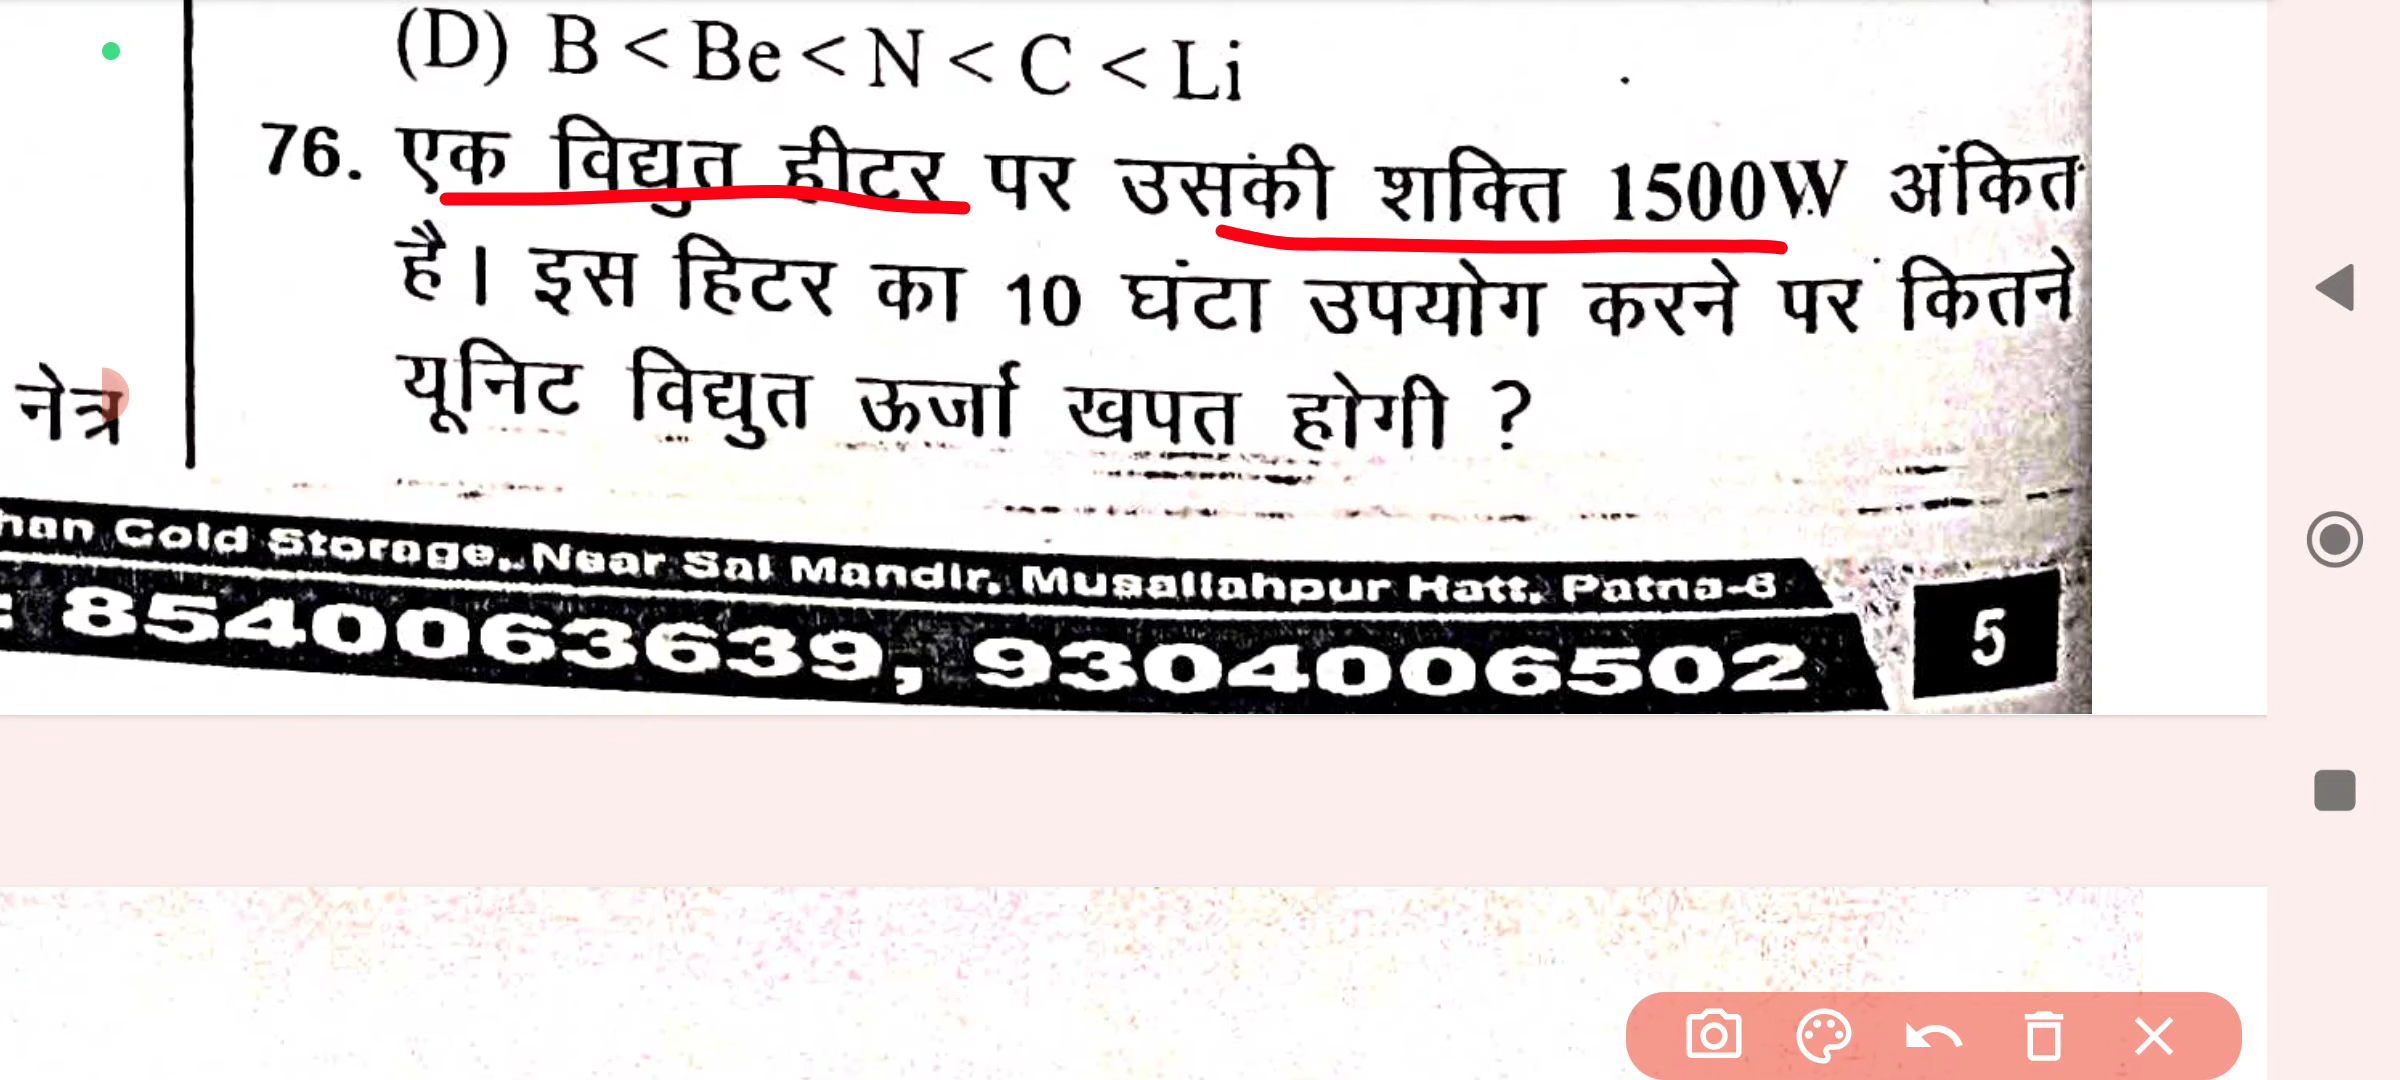 (D) B < Be < N < C < Li
76. एक विद्युत हीटर पर उसकी शक्ति 1500W अंकित
है। इस हिटर का 10 घंटा उपयोग करने पर कितने
यूनिट विद्युत ऊर्जा खपत होगी ?
नेत्र
Cold Storage, Near Sai Mandir, Musallahpur Hatt, Patna-6
: 8540063639, 9304006502
5